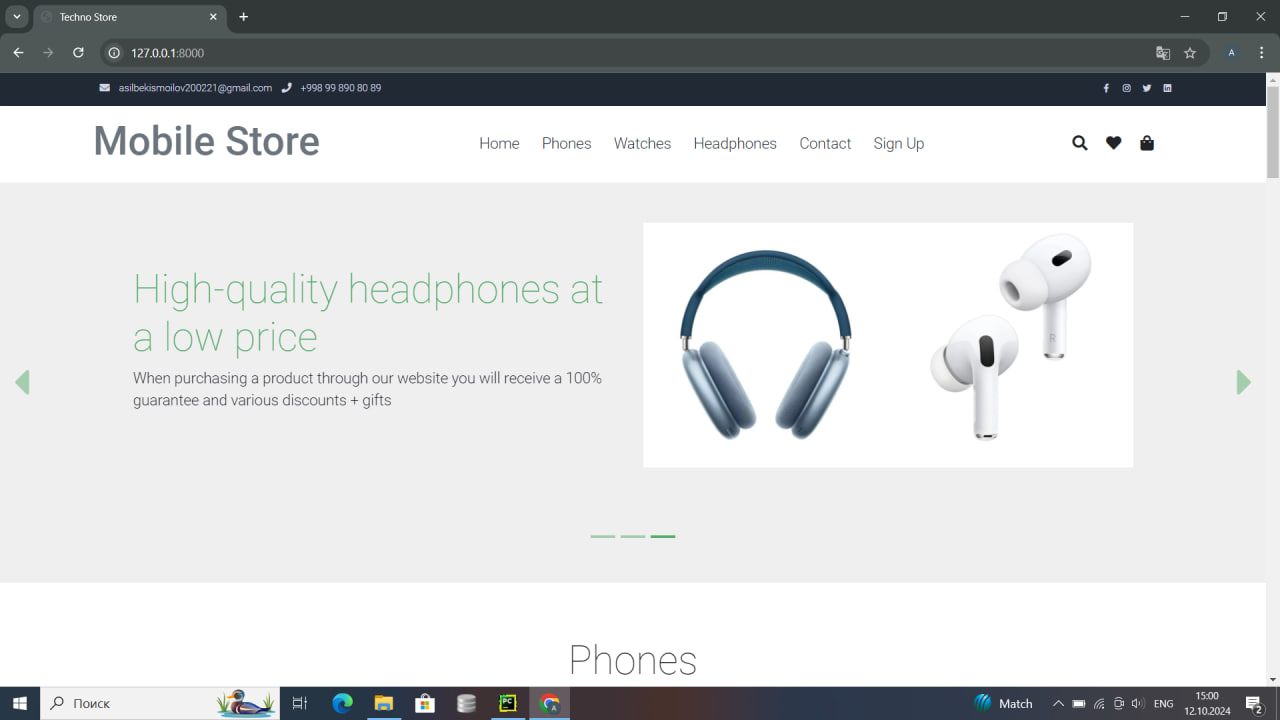 Techno Store
127.0.0.1:8000
A
asilbekismoilov200221@gmail.com +998 99 890 80 89
Mobile Store
Home Phones Watches Headphones Contact Sign Up
High-quality headphones at
a low price
When purchasing a product through our website you will receive a 100%
guarantee and various discounts + gifts
R
Phones
Поиск
PC
A
Match
ENG
15:00
12.10.2024
2